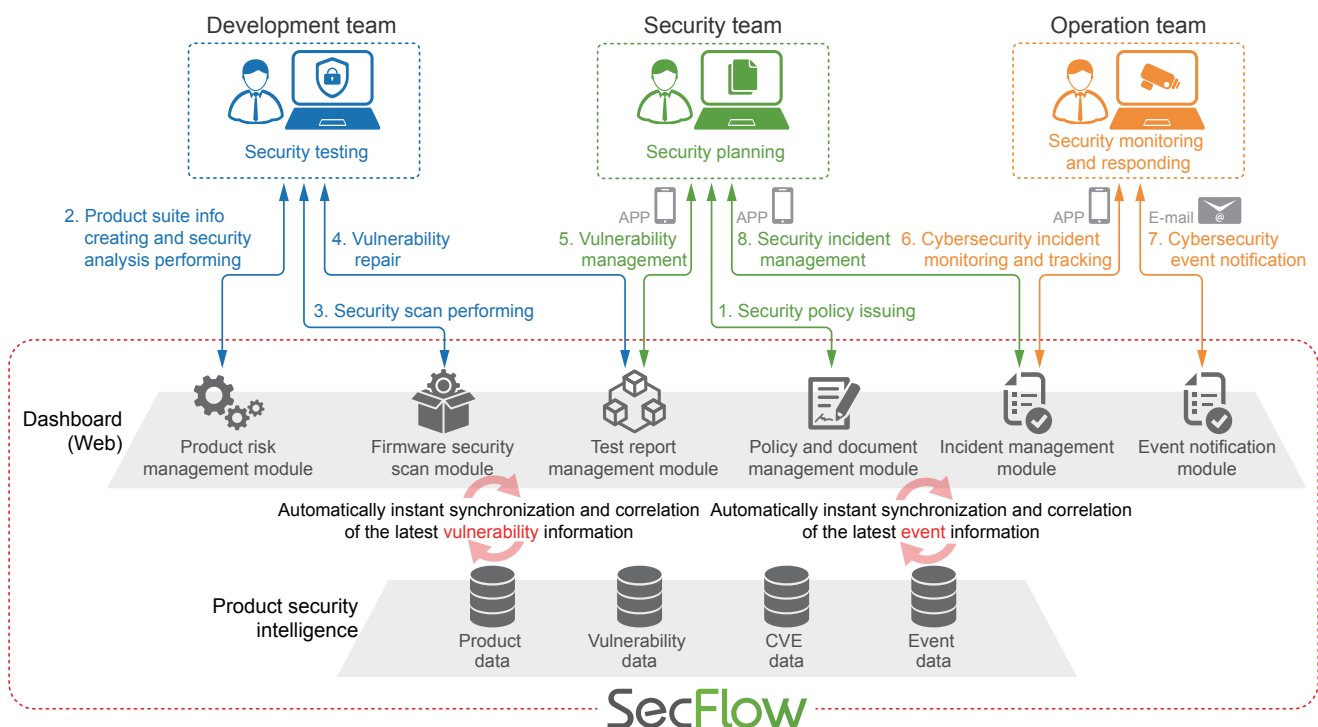 Development team
Security team
Operation team
Security testing
Security planning
Security monitoring
and responding
2. Product suite info
creating and security
analysis performing
4. Vulnerability
repair
3. Security scan performing
APP
5. Vulnerability
management
APP
8. Security incident
management
1. Security policy issuing
APP
6. Cybersecurity incident
monitoring and tracking
E-mail
@
7. Cybersecurity
event notification
Dashboard
(Web)
Product risk
management module
Firmware security
scan module
Test report
management module
Policy and document
management module
Incident management
module
Event notification
module
Automatically instant synchronization and correlation
of the latest vulnerability information
Automatically instant synchronization and correlation
of the latest event information
Product security
intelligence
Product
data
Vulnerability
data
CVE
data
Event
data
SecFlow